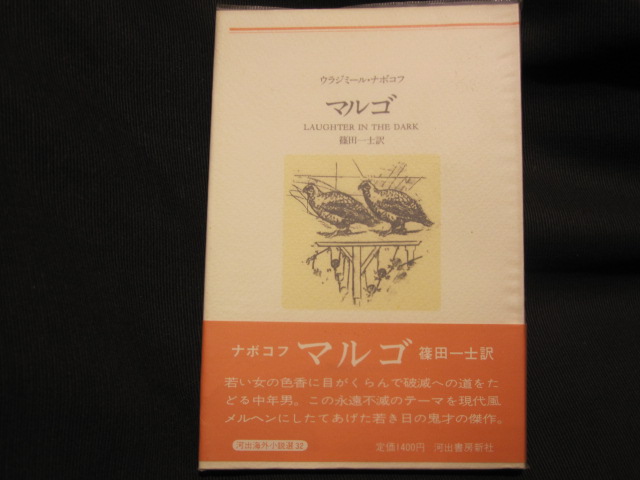 ウラジミール・ナボコフ
マルゴ
LAUGHTER IN THE DARK
篠田一士訳
ナボコフ マルゴ 篠田一士訳
若い女の色香に目がくらんで破滅への道をた
どる中年男。この永遠不滅のテーマを現代風
メルヘンにしたてあげた若き日の鬼才の傑作。
河出海外小説選32 定価1400円 河出書房新社